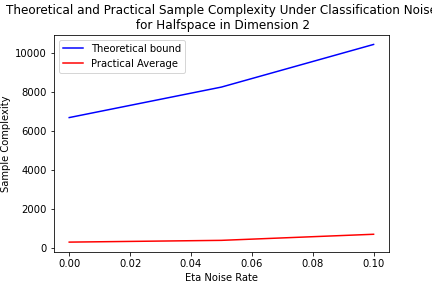 Theoretical and Practical Sample Complexity Under Classification Noise
for Halfspace in Dimension 2
Theoretical bound
Practical Average
Sample Complexity
10000
8000
6000
4000
2000
0
0.00 0.02 0.04 0.06 0.08 0.10
Eta Noise Rate